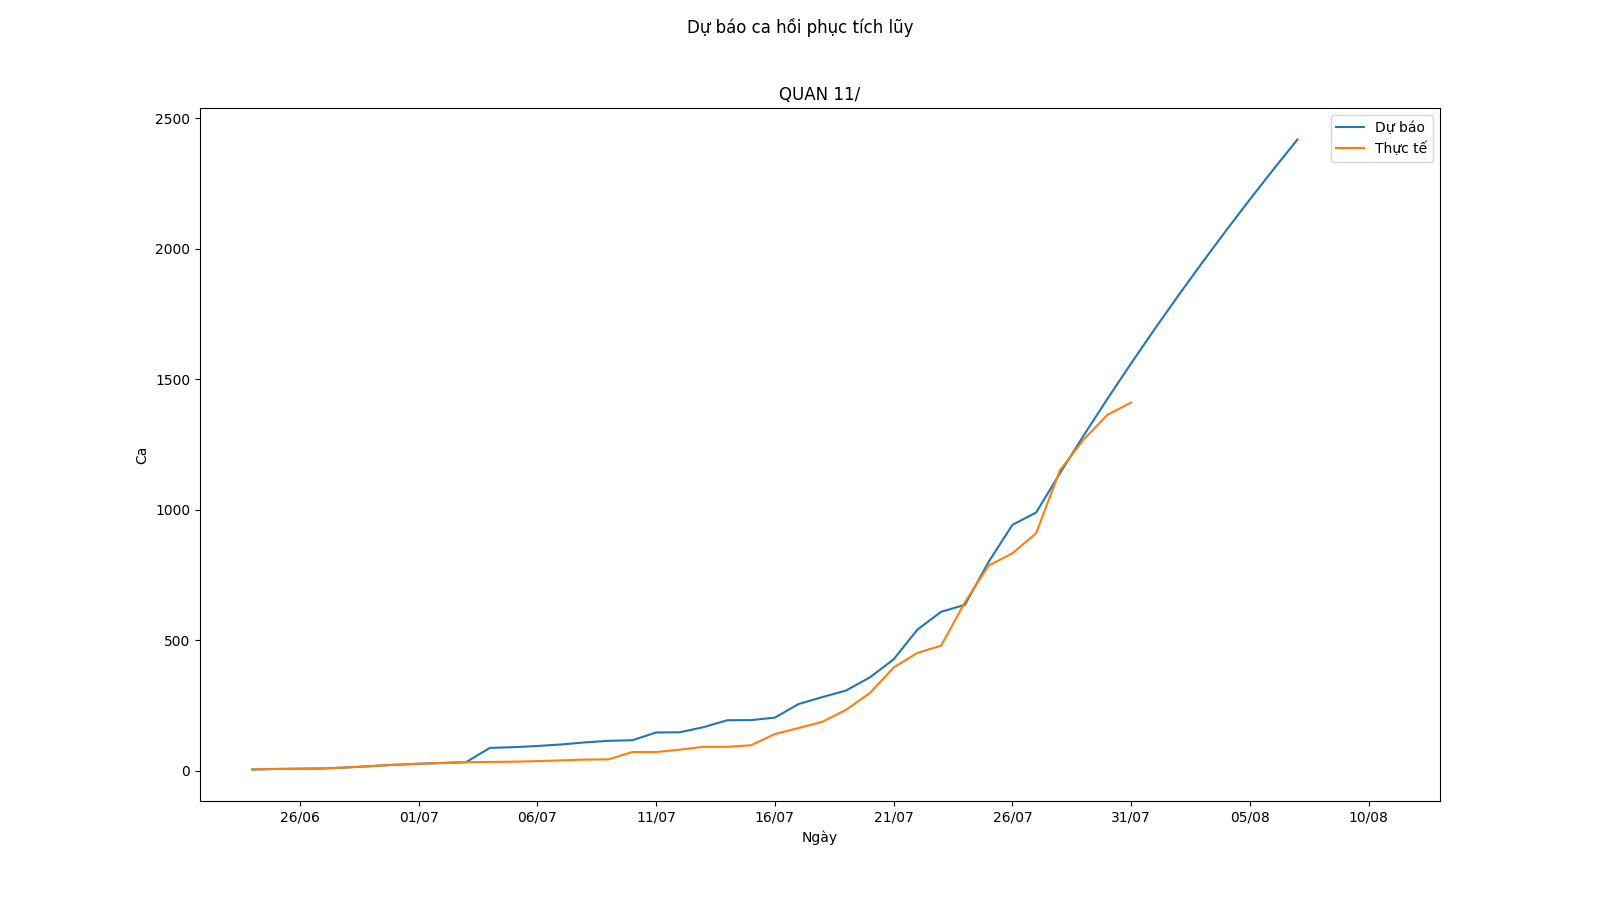 Dự báo ca hồi phục tích lũy
QUAN 11/
Dự báo
Thực tế
2500
2000
1500
1000
500
0
Ca
26/06
01/07
06/07
11/07
16/07
21/07
26/07
31/07
05/08
10/08
Ngày